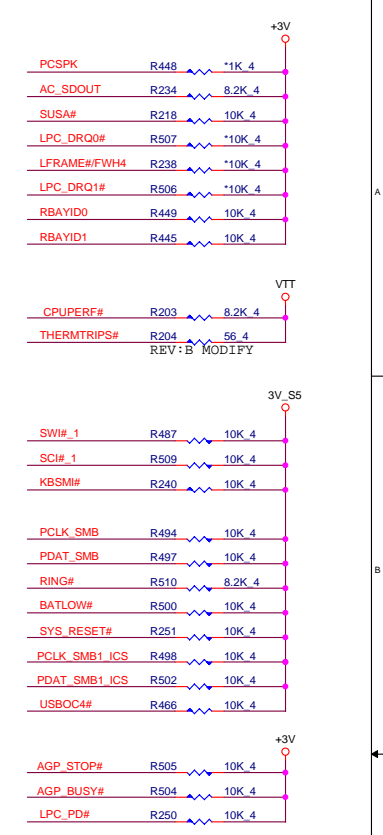 +3V
PCSPK R448 *1K_4
AC_SDOUT R234 8.2K_4
SUSA# R218 10K_4
LPC_DRQ0# R507 *10K_4
LFRAME#/FWH4 R238 *10K_4
LPC_DRQ1# R506 *10K_4
A
RBAYID0 R449 10K_4
RBAYID1 R445 10K_4
VTT
CPUPERF# R203 8.2K_4
THERMTRIPS# R204 56_4
REV:B MODIFY
3V_S5
SWI#_1 R487 10K_4
SCI#_1 R509 10K_4
KBSMI# R240 10K_4
PCLK_SMB R494 10K_4
PDAT_SMB R497 10K_4
B
RING# R510 8.2K_4
BATLOW# R500 10K_4
SYS_RESET# R251 10K_4
PCLK_SMB1_ICS R498 10K_4
PDAT_SMB1_ICS R502 10K_4
USBOC4# R466 10K_4
+3V
AGP_STOP# R505 10K_4
AGP_BUSY# R504 10K_4
LPC_PD# R250 10K_4